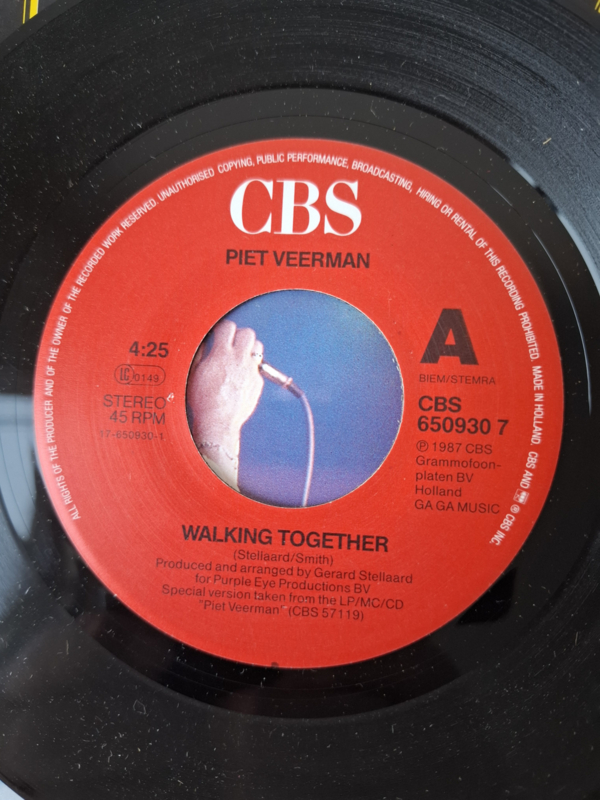 ALL RIGHTS OF THE PRODUCER AND OF THE OWNER OF THE RECORDED WORK RESERVED. UNAUTHORISED COPYING, PUBLIC PERFORMANCE, BROADCASTING, HIRING OR RENTAL OF THIS RECORDING PROHIBITED. MADE IN HOLLAND. CBS AND ® CBS INC.
CBS
PIET VEERMAN
4:25
LC 0149
STEREO
45 RPM
17-650930-1
A
BIEM/STEMRA
CBS
650930 7
℗ 1987 CBS
Grammofoon-
platen BV
Holland
GA GA MUSIC
WALKING TOGETHER
(Stellaard/Smith)
Produced and arranged by Gerard Stellaard
for Purple Eye Productions BV
Special version taken from the LP/MC/CD
"Piet Veerman" (CBS 57119)